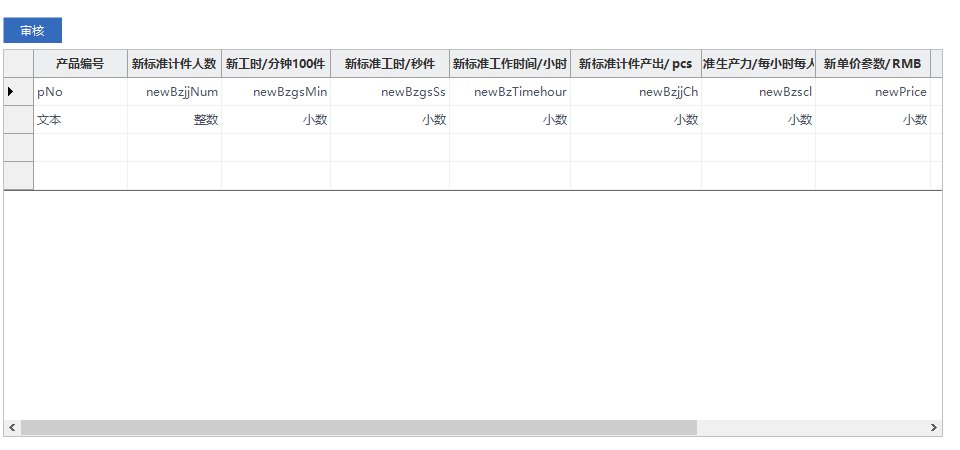 审核
产品编号 新标准计件人数 新工时/分钟100件 新标准工时/秒件 新标准工作时间/小时 新标准计件产出/ pcs 准生产力/每小时每人 新单价参数/ RMB
pNo newBzjjNum newBzgsMin newBzgsSs newBzTimehour newBzjjCh newBzscl newPrice
文本 整数 小数 小数 小数 小数 小数 小数